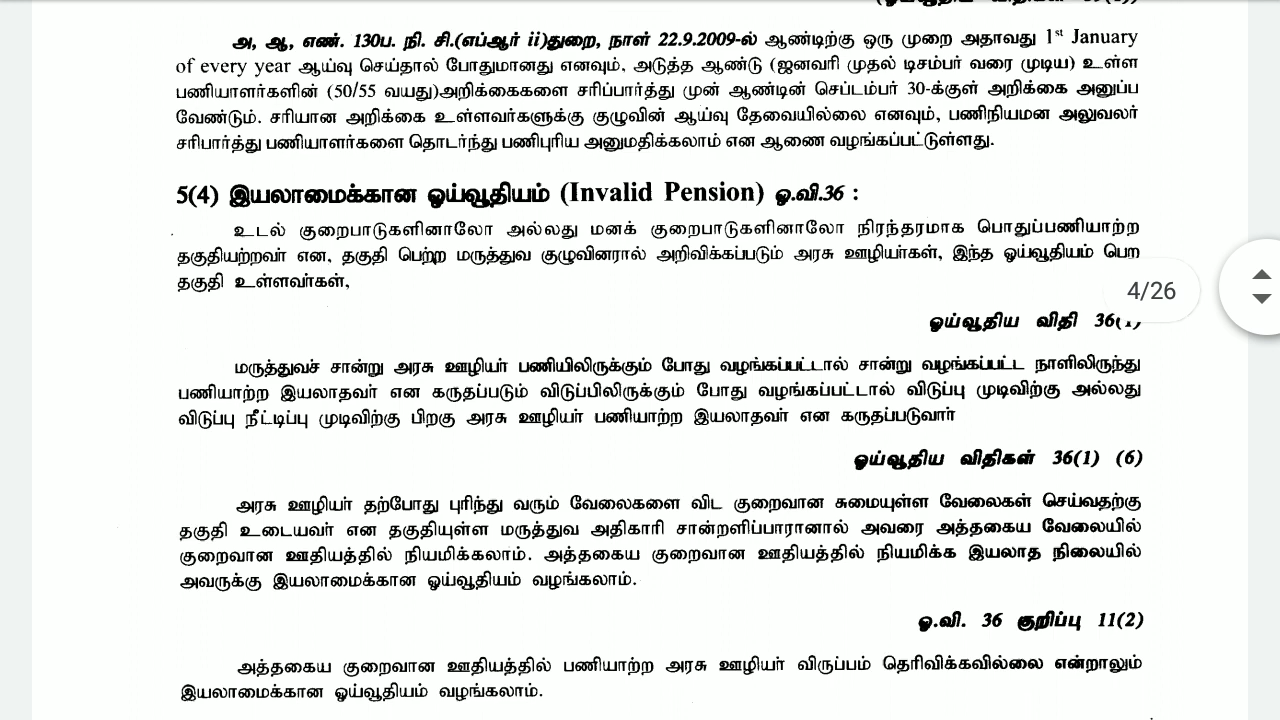 அ, ஆ, எண். 130ப. நி. சி.(எப்ஆர் ii)துறை, நாள் 22.9.2009-ல் ஆண்டிற்கு ஒரு முறை அதாவது 1st January
of every year ஆய்வு செய்தால் போதுமானது எனவும், அடுத்த ஆண்டு (ஜனவரி முதல் டிசம்பர் வரை முடிய) உள்ள
பணியாளர்களின் (50/55 வயது)அறிக்கைகளை சரிப்பார்த்து முன் ஆண்டின் செப்டம்பர் 30-க்குள் அறிக்கை அனுப்ப
வேண்டும். சரியான அறிக்கை உள்ளவர்களுக்கு குழுவின் ஆய்வு தேவையில்லை எனவும், பணிநியமன அலுவலர்
சரிபார்த்து பணியாளர்களை தொடர்ந்து பணிபுரிய அனுமதிக்கலாம் என ஆணை வழங்கப்பட்டுள்ளது.
5(4) இயலாமைக்கான ஓய்வூதியம் (Invalid Pension) ஓ.வி.36 :
உடல் குறைபாடுகளினாலோ அல்லது மனக் குறைபாடுகளினாலோ நிரந்தரமாக பொதுப்பணியாற்ற
தகுதியற்றவர் என, தகுதி பெற்ற மருத்துவ குழுவினரால் அறிவிக்கப்படும் அரசு ஊழியர்கள், இந்த ஓய்வூதியம் பெற
தகுதி உள்ளவர்கள்,
4/26
ஓய்வூதிய விதி 36(1)
மருத்துவச் சான்று அரசு ஊழியர் பணியிலிருக்கும் போது வழங்கப்பட்டால் சான்று வழங்கப்பட்ட நாளிலிருந்து
பணியாற்ற இயலாதவர் என கருதப்படும் விடுப்பிலிருக்கும் போது வழங்கப்பட்டால் விடுப்பு முடிவிற்கு அல்லது
விடுப்பு நீட்டிப்பு முடிவிற்கு பிறகு அரசு ஊழியர் பணியாற்ற இயலாதவர் என கருதப்படுவார்
ஓய்வூதிய விதிகள் 36(1) (6)
அரசு ஊழியர் தற்போது புரிந்து வரும் வேலைகளை விட குறைவான சுமையுள்ள வேலைகள் செய்வதற்கு
தகுதி உடையவர் என தகுதியுள்ள மருத்துவ அதிகாரி சான்றளிப்பாரானால் அவரை அத்தகைய வேலையில்
குறைவான ஊதியத்தில் நியமிக்கலாம். அத்தகைய குறைவான ஊதியத்தில் நியமிக்க இயலாத நிலையில்
அவருக்கு இயலாமைக்கான ஓய்வூதியம் வழங்கலாம்.
ஓ.வி. 36 குறிப்பு 11(2)
அத்தகைய குறைவான ஊதியத்தில் பணியாற்ற அரசு ஊழியர் விருப்பம் தெரிவிக்கவில்லை என்றாலும்
இயலாமைக்கான ஓய்வூதியம் வழங்கலாம்.